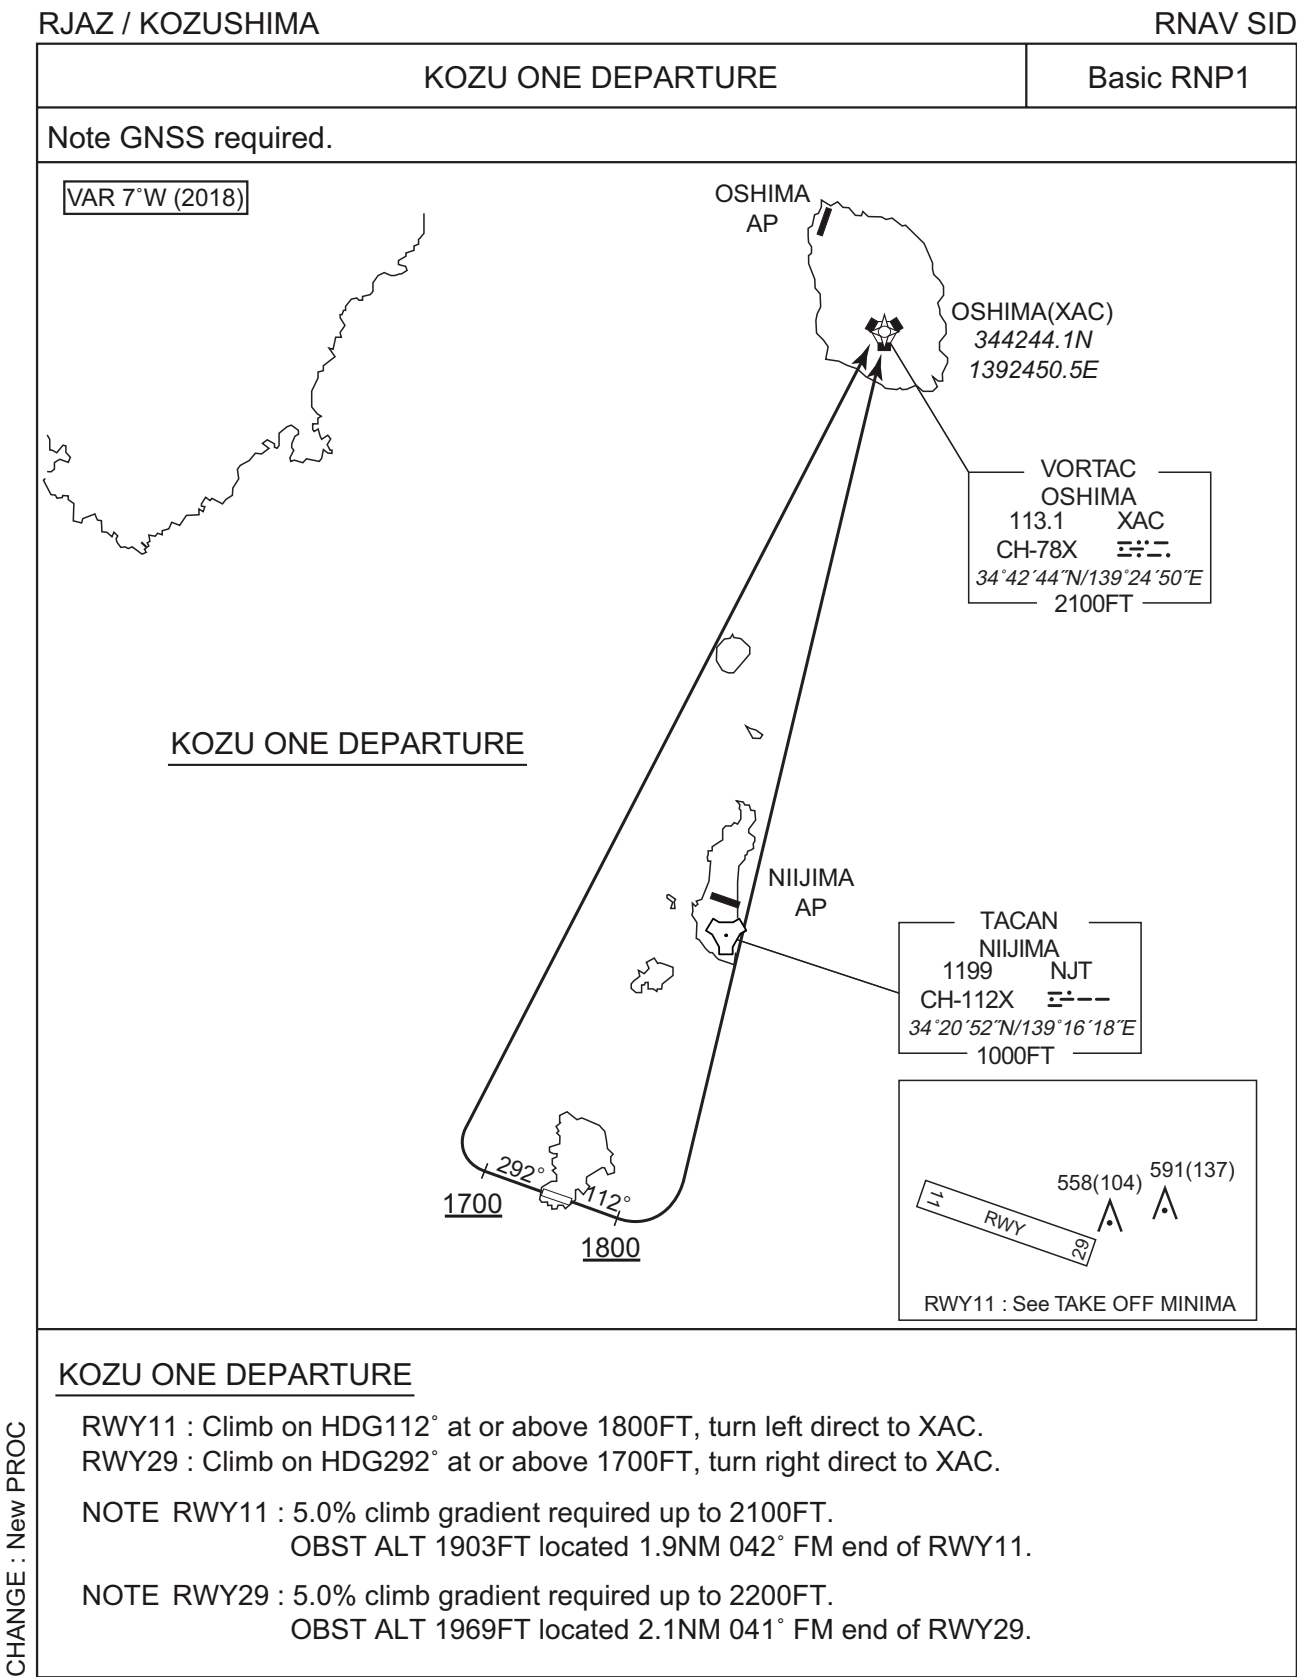 RJAZ / KOZUSHIMA
RNAV SID
KOZU ONE DEPARTURE
Basic RNP1
Note GNSS required.
VAR 7˚W (2018)
OSHIMA
AP
OSHIMA(XAC)
344244.1N
1392450.5E
VORTAC
OSHIMA
113.1 XAC
CH-78X
34˚42´44˝N/139˚24´50˝E
2100FT
KOZU ONE DEPARTURE
NIIJIMA
AP
TACAN
NIIJIMA
1199 NJT
CH-112X
34˚20´52˝N/139˚16´18˝E
1000FT
292°
112°
1700
1800
558(104)
591(137)
11
RWY
29
RWY11 : See TAKE OFF MINIMA
KOZU ONE DEPARTURE
RWY11 : Climb on HDG112˚ at or above 1800FT, turn left direct to XAC.
RWY29 : Climb on HDG292˚ at or above 1700FT, turn right direct to XAC.
NOTE RWY11 : 5.0% climb gradient required up to 2100FT.
OBST ALT 1903FT located 1.9NM 042˚ FM end of RWY11.
NOTE RWY29 : 5.0% climb gradient required up to 2200FT.
OBST ALT 1969FT located 2.1NM 041˚ FM end of RWY29.
CHANGE : New PROC